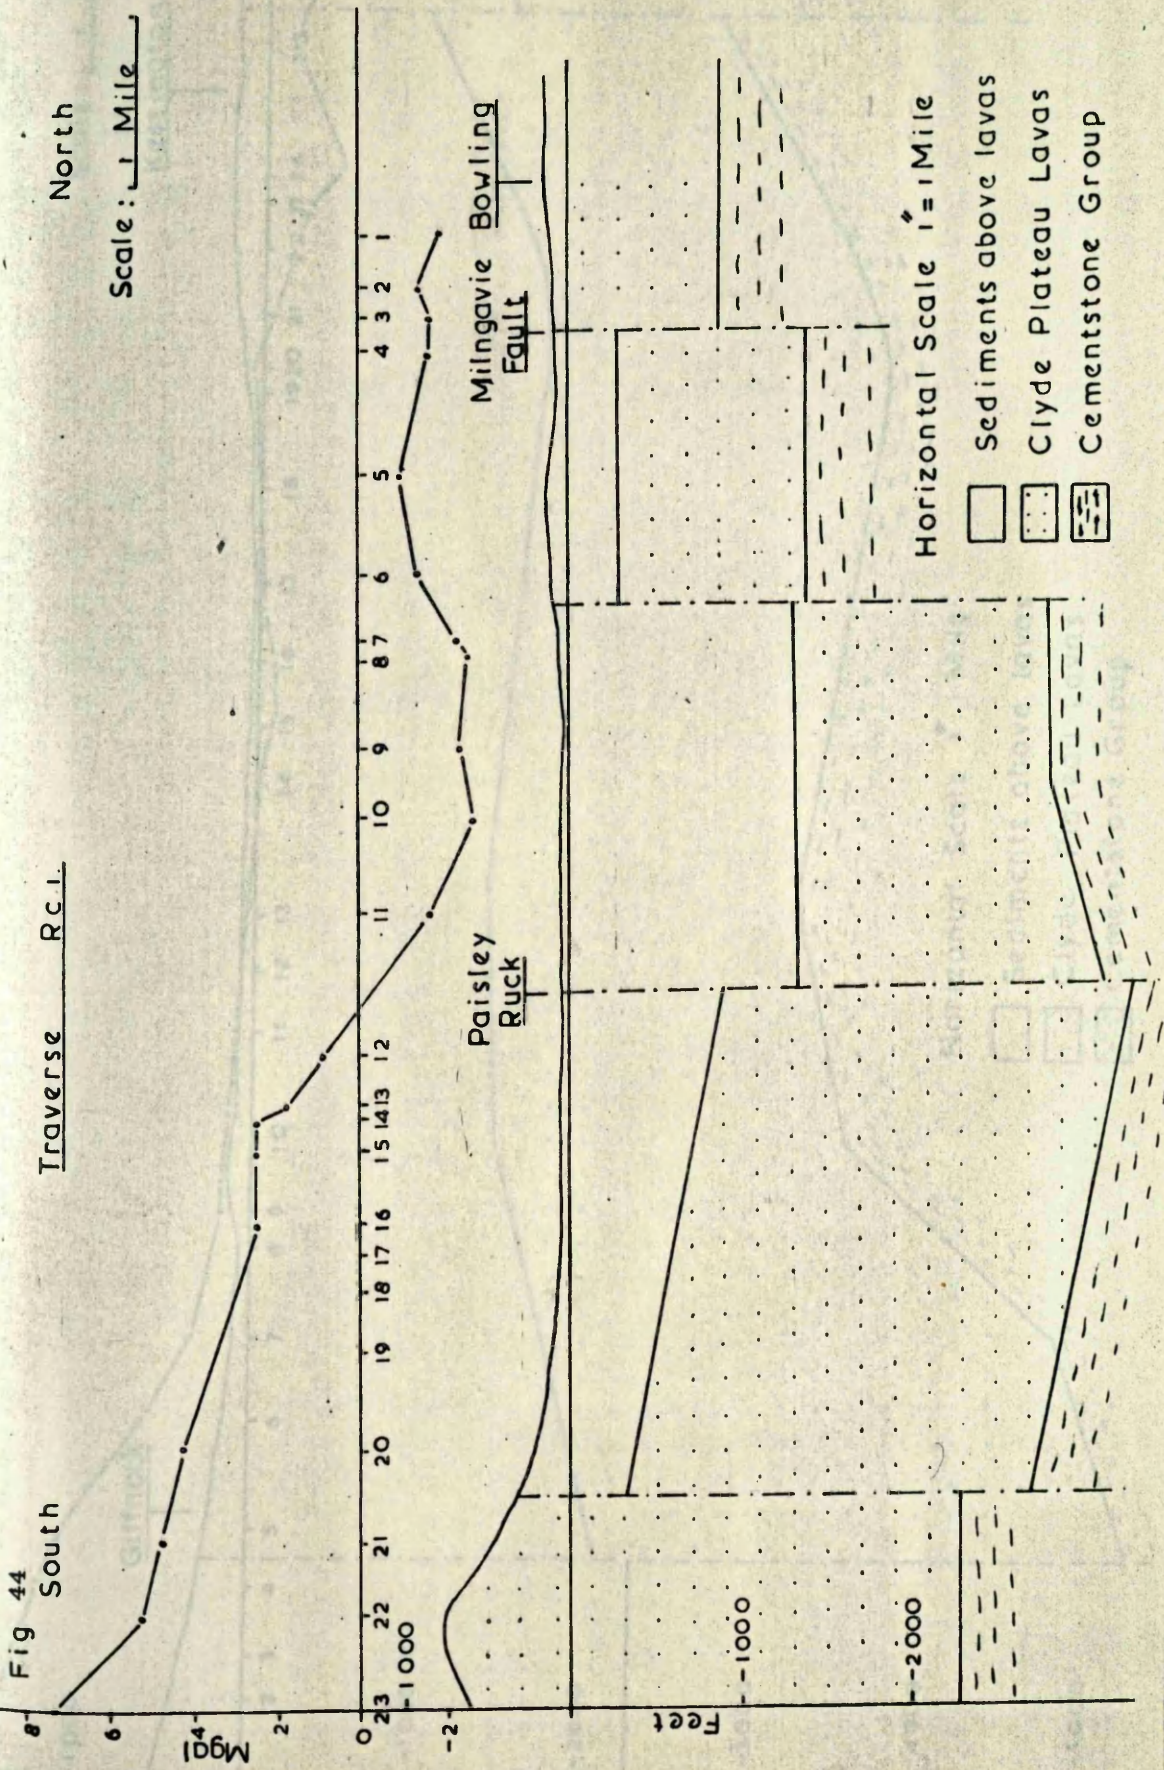 Fig 44
South
Traverse Rc.1.
North
Scale: 1 Mile
8
6
4
2
0
-2
Mgal
23 22 21 20 19 18 17 16 15 14 13 12 11 10 9 8 7 6 5 4 3 2 1
Paisley
Ruck
Milngavie
Fault
Bowling
1000
-1000
-2000
Feet
Horizontal Scale 1" = 1 Mile
Sediments above lavas
Clyde Plateau Lavas
Cementstone Group